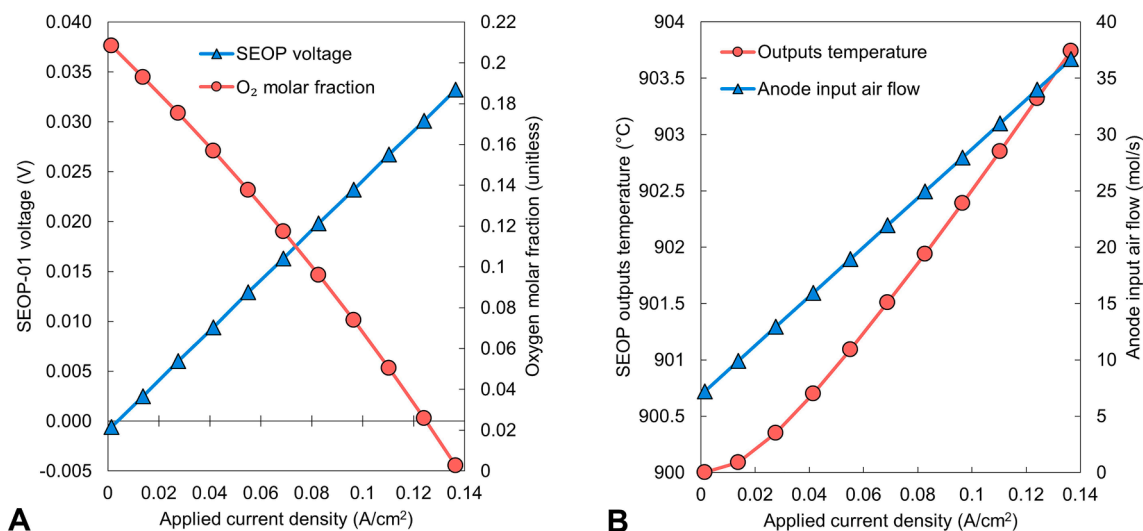 0.040
0.035
0.030
0.025
0.020
0.015
0.010
0.005
0.000
-0.005
SEOP-01 voltage (V)
SEOP voltage
O₂ molar fraction
0.22
0.2
0.18
0.16
0.14
0.12
0.1
0.08
0.06
0.04
0.02
0
Oxygen molar fraction (unitless)
0 0.02 0.04 0.06 0.08 0.1 0.12 0.14
Applied current density (A/cm²)
A
904
903.5
903
902.5
902
901.5
901
900.5
900
SEOP outputs temperature (°C)
Outputs temperature
Anode input air flow
40
35
30
25
20
15
10
5
0
Anode input air flow (mol/s)
0 0.02 0.04 0.06 0.08 0.1 0.12 0.14
Applied current density (A/cm²)
B